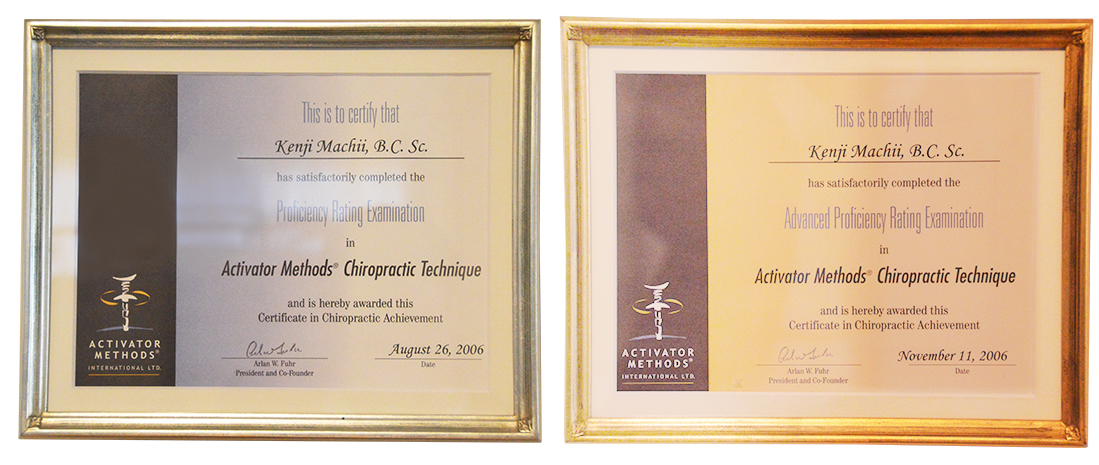 This is to certify that
Kenji Machii, B.C. Sc.
has satisfactorily completed the
Proficiency Rating Examination
in
Activator Methods® Chiropractic Technique
and is hereby awarded this
Certificate in Chiropractic Achievement
Arlan W. Fuhr
President and Co-Founder
August 26, 2006
Date
ACTIVATOR
METHODS®
INTERNATIONAL LTD.
This is to certify that
Kenji Machii, B.C. Sc.
has satisfactorily completed the
Advanced Proficiency Rating Examination
in
Activator Methods® Chiropractic Technique
and is hereby awarded this
Certificate in Chiropractic Achievement
Arlan W. Fuhr
President and Co-Founder
November 11, 2006
Date
ACTIVATOR
METHODS®
INTERNATIONAL LTD.